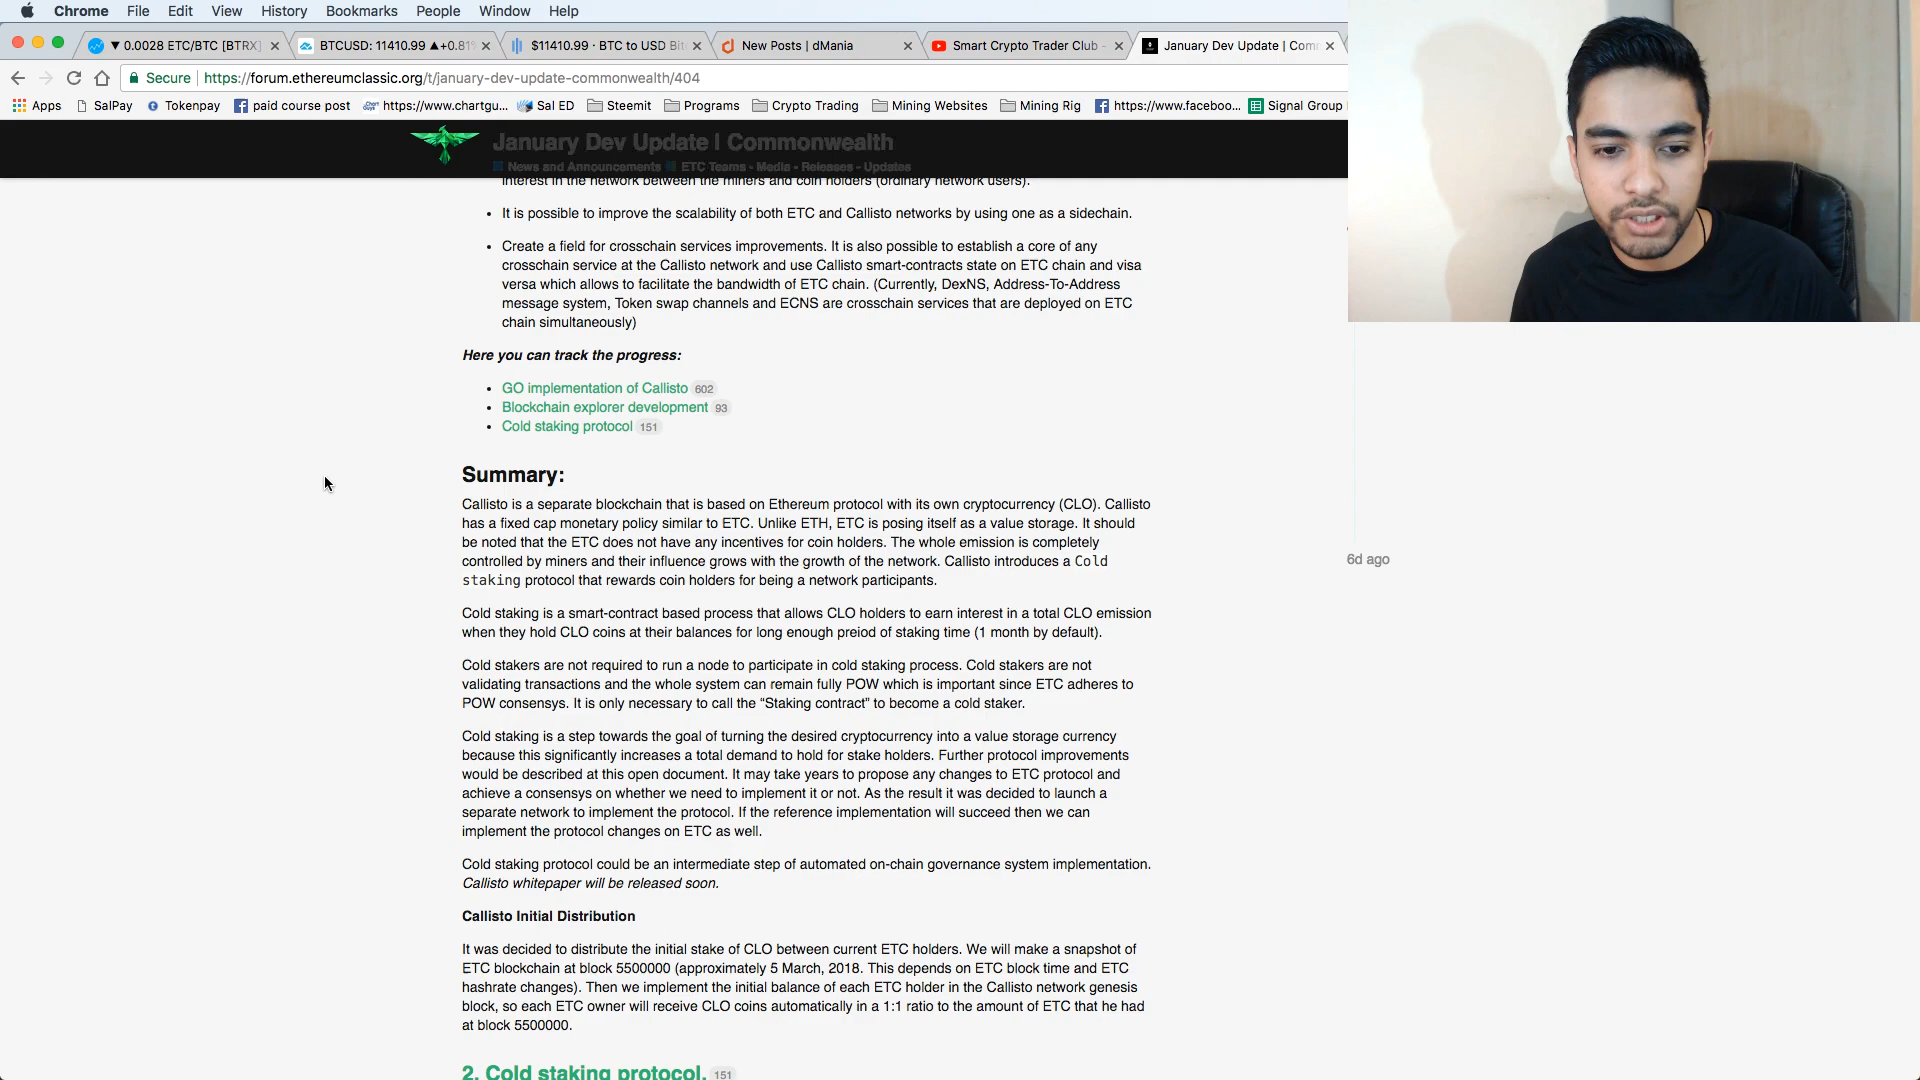 Chrome File Edit View History Bookmarks People Window Help
▼ 0.0028 ETC/BTC [BTRX] BTCUSD: 11410.99 ▲+0.81 $11410.99 · BTC to USD Bit New Posts | dMania Smart Crypto Trader Club - January Dev Update | Com
Secure https://forum.ethereumclassic.org/t/january-dev-update-commonwealth/404
Apps SalPay Tokenpay paid course post https://www.chartgu... Sal ED Steemit Programs Crypto Trading Mining Websites Mining Rig https://www.faceboo... Signal Group
January Dev Update | Commonwealth
News and Announcements ETC Teams - Media - Releases - Updates
interest in the network between the miners and coin holders (ordinary network users).
• It is possible to improve the scalability of both ETC and Callisto networks by using one as a sidechain.
• Create a field for crosschain services improvements. It is also possible to establish a core of any
crosschain service at the Callisto network and use Callisto smart-contracts state on ETC chain and visa
versa which allows to facilitate the bandwidth of ETC chain. (Currently, DexNS, Address-To-Address
message system, Token swap channels and ECNS are crosschain services that are deployed on ETC
chain simultaneously)
Here you can track the progress:
• GO implementation of Callisto 602
• Blockchain explorer development 93
• Cold staking protocol 151
Summary:
Callisto is a separate blockchain that is based on Ethereum protocol with its own cryptocurrency (CLO). Callisto
has a fixed cap monetary policy similar to ETC. Unlike ETH, ETC is posing itself as a value storage. It should
be noted that the ETC does not have any incentives for coin holders. The whole emission is completely
controlled by miners and their influence grows with the growth of the network. Callisto introduces a Cold
staking protocol that rewards coin holders for being a network participants.
6d ago
Cold staking is a smart-contract based process that allows CLO holders to earn interest in a total CLO emission
when they hold CLO coins at their balances for long enough preiod of staking time (1 month by default).
Cold stakers are not required to run a node to participate in cold staking process. Cold stakers are not
validating transactions and the whole system can remain fully POW which is important since ETC adheres to
POW consensys. It is only necessary to call the “Staking contract” to become a cold staker.
Cold staking is a step towards the goal of turning the desired cryptocurrency into a value storage currency
because this significantly increases a total demand to hold for stake holders. Further protocol improvements
would be described at this open document. It may take years to propose any changes to ETC protocol and
achieve a consensys on whether we need to implement it or not. As the result it was decided to launch a
separate network to implement the protocol. If the reference implementation will succeed then we can
implement the protocol changes on ETC as well.
Cold staking protocol could be an intermediate step of automated on-chain governance system implementation.
Callisto whitepaper will be released soon.
Callisto Initial Distribution
It was decided to distribute the initial stake of CLO between current ETC holders. We will make a snapshot of
ETC blockchain at block 5500000 (approximately 5 March, 2018. This depends on ETC block time and ETC
hashrate changes). Then we implement the initial balance of each ETC holder in the Callisto network genesis
block, so each ETC owner will receive CLO coins automatically in a 1:1 ratio to the amount of ETC that he had
at block 5500000.
2. Cold staking protocol. 151